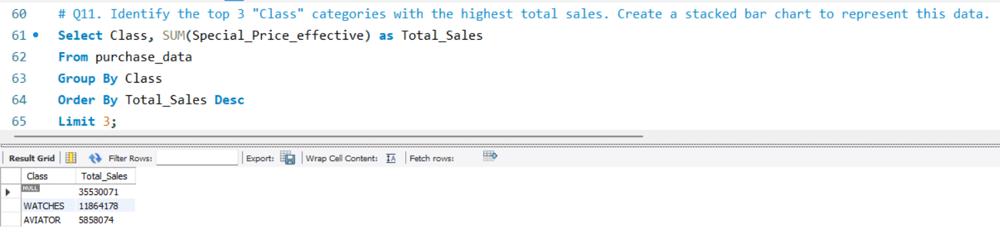 60 # Q11. Identify the top 3 "Class" categories with the highest total sales. Create a stacked bar chart to represent this data.
61 Select Class, SUM(Special_Price_effective) as Total_Sales
62 From purchase_data
63 Group By Class
64 Order By Total_Sales Desc
65 Limit 3;
Result Grid Filter Rows: Export: Wrap Cell Content: IA Fetch rows:
Class Total_Sales
NULL 35530071
WATCHES 11864178
AVIATOR 5858074